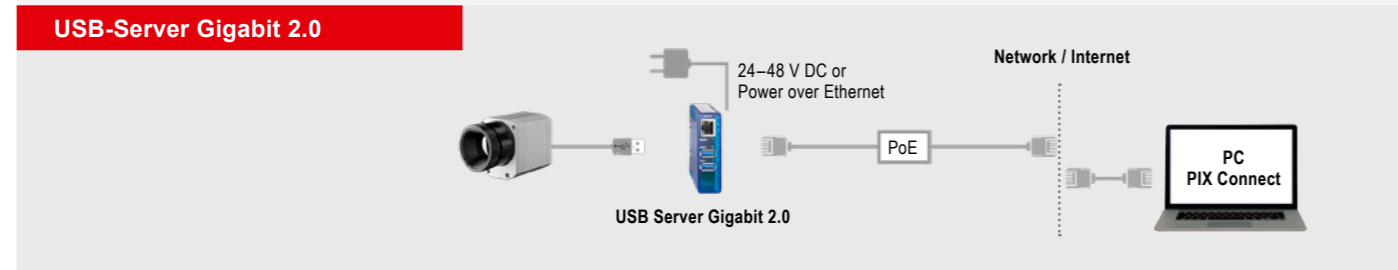 USB-Server Gigabit 2.0
24–48 V DC or
Power over Ethernet
Network / Internet
PoE
PC
PIX Connect
USB Server Gigabit 2.0